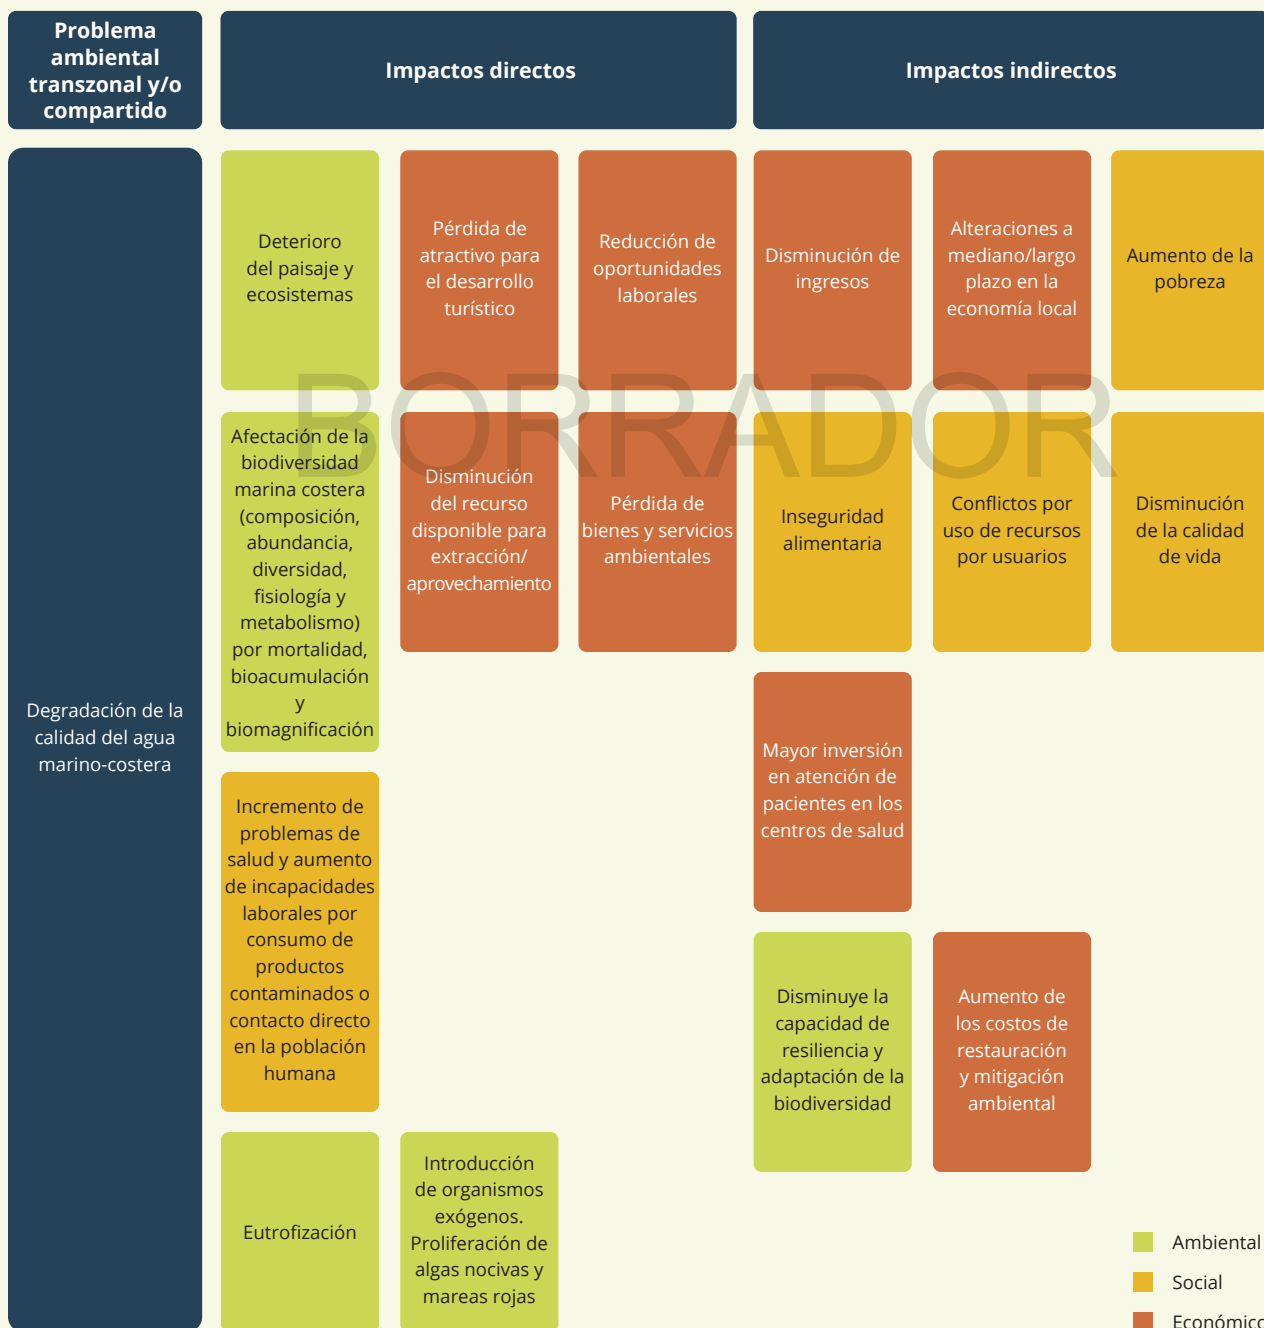 Problema
ambiental
transzonal y/o
compartido
Impactos directos
Impactos indirectos
Degradación de la
calidad del agua
marino-costera
Deterioro
del paisaje y
ecosistemas
Pérdida de
atractivo para
el desarrollo
turístico
Reducción de
oportunidades
laborales
Disminución de
ingresos
Alteraciones a
mediano/largo
plazo en la
economía local
Aumento de la
pobreza
BORRADOR
Afectación de la
biodiversidad
marina costera
(composición,
abundancia,
diversidad,
fisiología y
metabolismo)
por mortalidad,
bioacumulación
y
biomagnificación
Disminución
del recurso
disponible para
extracción/
aprovechamiento
Pérdida de
bienes y servicios
ambientales
Inseguridad
alimentaria
Conflictos por
uso de recursos
por usuarios
Disminución
de la calidad
de vida
Mayor inversión
en atención de
pacientes en los
centros de salud
Incremento de
problemas de
salud y aumento
de incapacidades
laborales por
consumo de
productos
contaminados o
contacto directo
en la población
humana
Disminuye la
capacidad de
resiliencia y
adaptación de la
biodiversidad
Aumento de
los costos de
restauración
y mitigación
ambiental
Eutrofización
Introducción
de organismos
exógenos.
Proliferación de
algas nocivas y
mareas rojas
Ambiental
Social
Económico